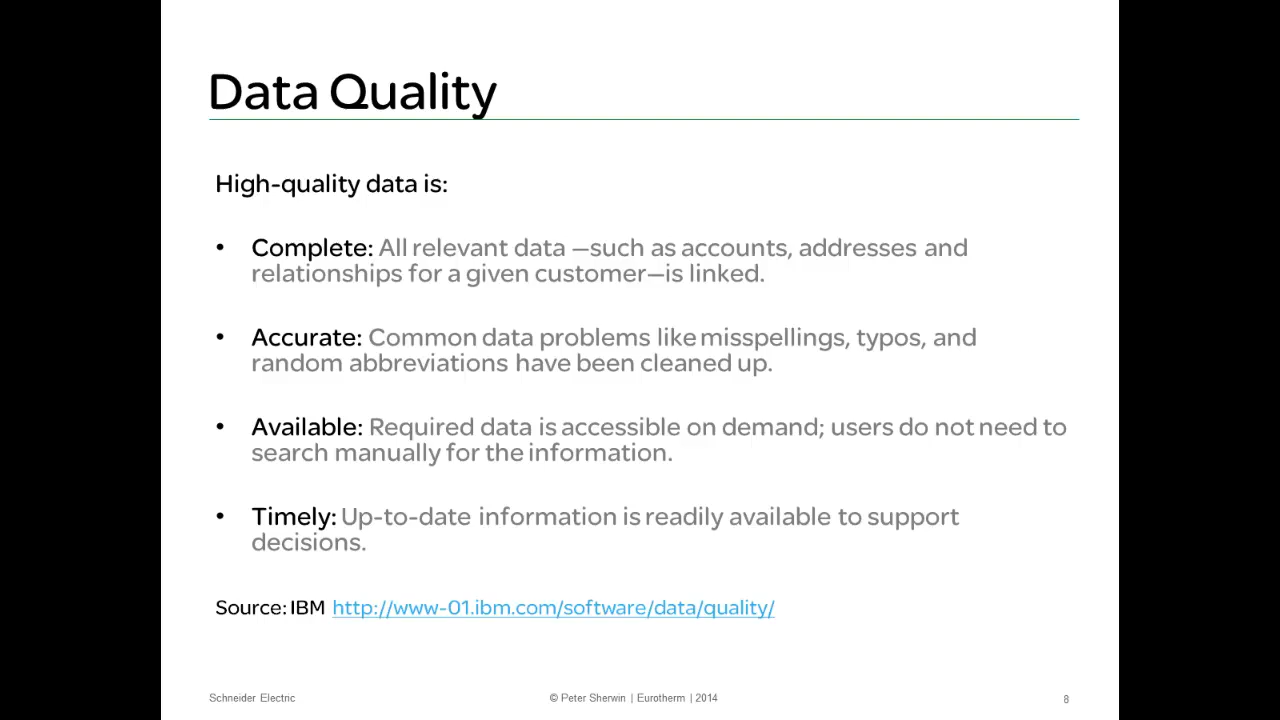 Data Quality
High-quality data is:
• Complete: All relevant data —such as accounts, addresses and
relationships for a given customer—is linked.
• Accurate: Common data problems like misspellings, typos, and
random abbreviations have been cleaned up.
• Available: Required data is accessible on demand; users do not need to
search manually for the information.
• Timely: Up-to-date information is readily available to support
decisions.
Source: IBM http://www-01.ibm.com/software/data/quality/
Schneider Electric © Peter Sherwin | Eurotherm | 2014 8